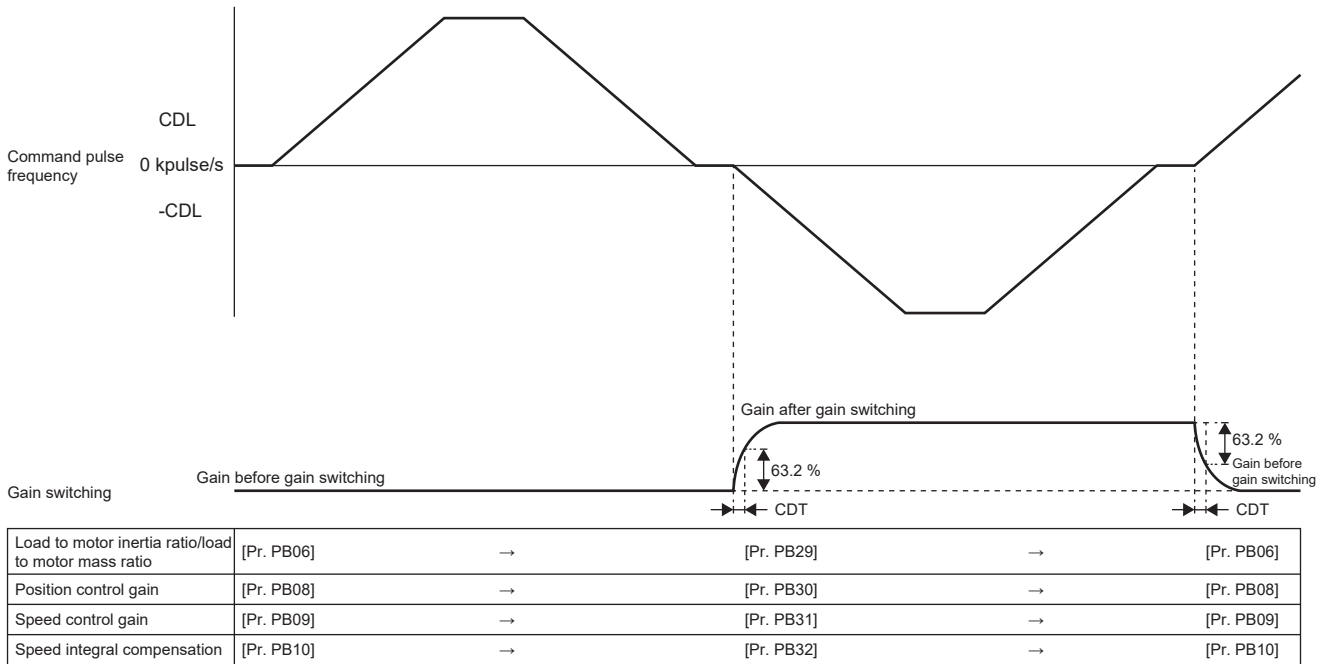 CDL
Command pulse
frequency
0 kpulse/s
-CDL
Gain after gain switching
63.2 %
63.2 %
Gain before
gain switching
Gain before gain switching
Gain switching
CDT
CDT
Load to motor inertia ratio/load
to motor mass ratio
[Pr. PB06] → [Pr. PB29] → [Pr. PB06]
Position control gain [Pr. PB08] → [Pr. PB30] → [Pr. PB08]
Speed control gain [Pr. PB09] → [Pr. PB31] → [Pr. PB09]
Speed integral compensation [Pr. PB10] → [Pr. PB32] → [Pr. PB10]